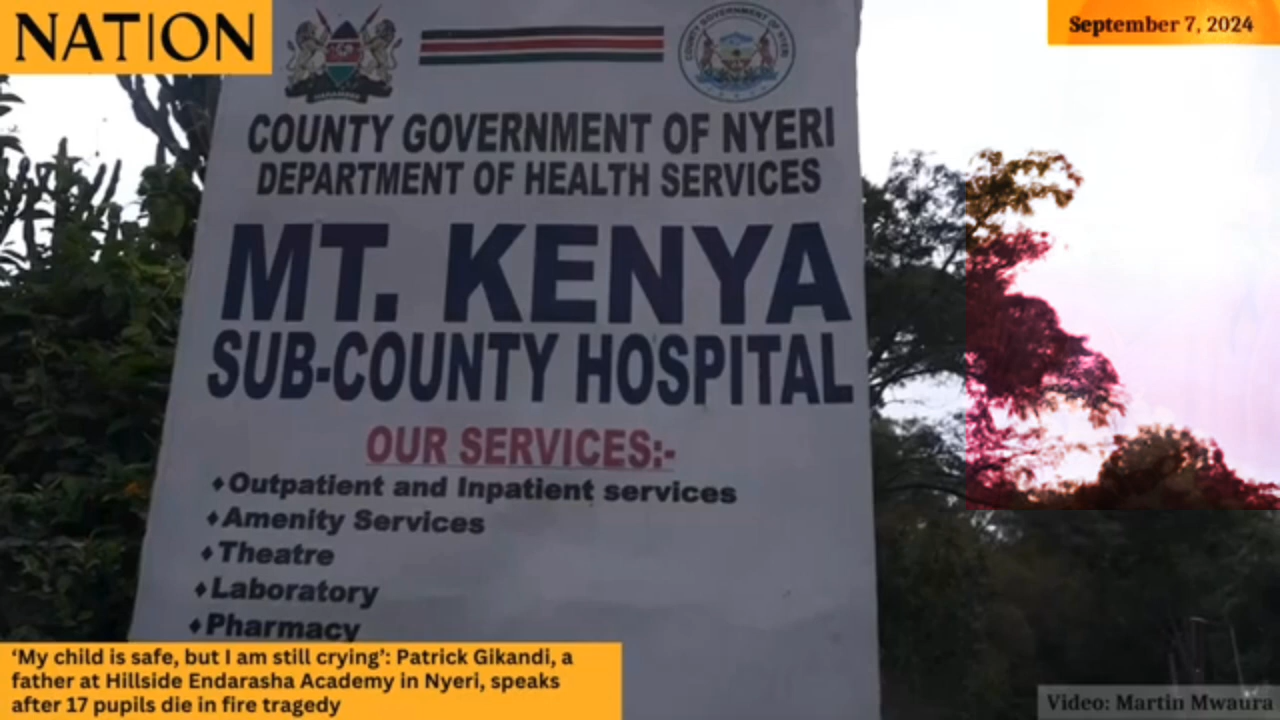 NATION
September 7, 2024
COUNTY GOVERNMENT OF NYERI
DEPARTMENT OF HEALTH SERVICES
MT. KENYA
SUB-COUNTY HOSPITAL
OUR SERVICES:-
♦Outpatient and Inpatient services
♦Amenity Services
♦Theatre
♦Laboratory
♦Pharmacy
‘My child is safe, but I am still crying’: Patrick Gikandi, a
father at Hillside Endarasha Academy in Nyeri, speaks
after 17 pupils die in fire tragedy
Video: Martin Mwaura